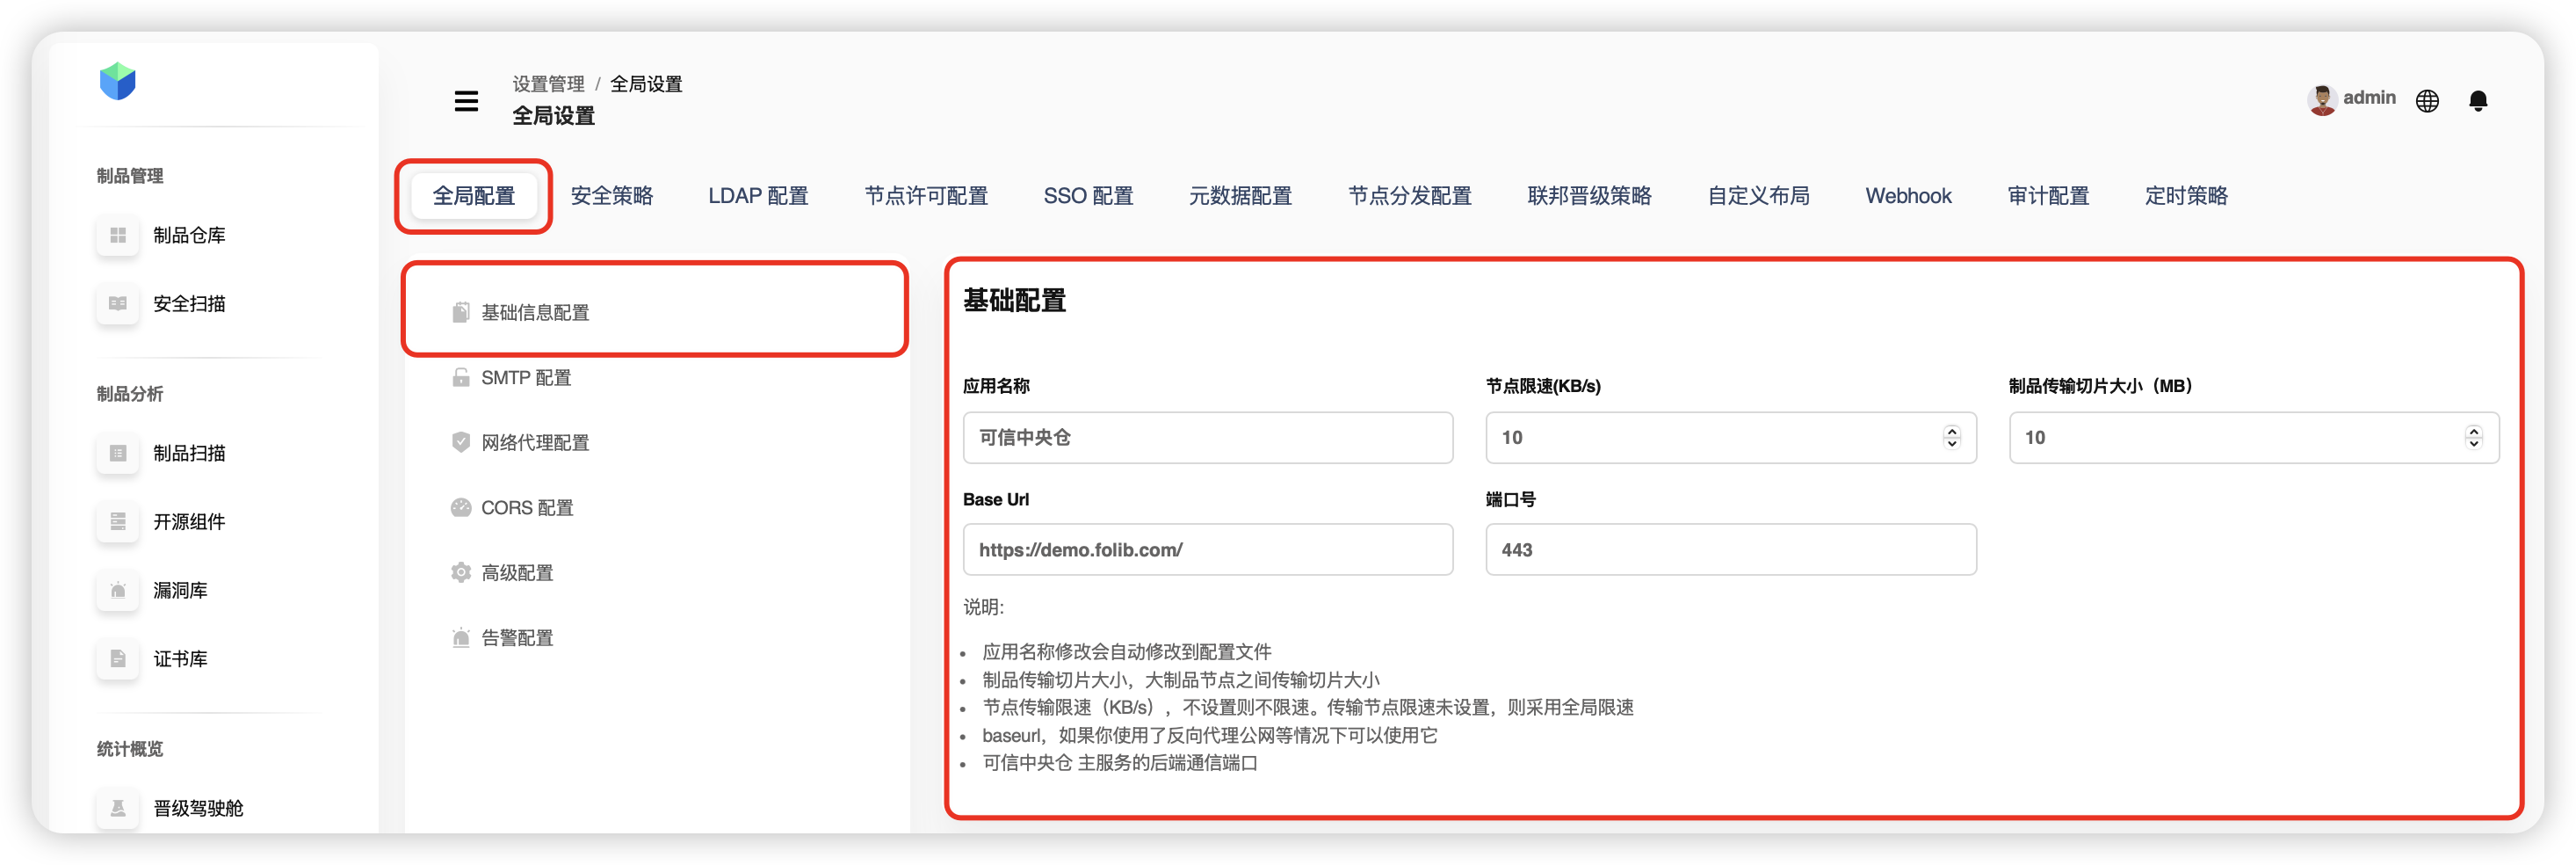 设置管理 / 全局设置
全局设置
admin
制品管理
制品仓库
安全扫描
制品分析
制品扫描
开源组件
漏洞库
证书库
统计概览
晋级驾驶舱
全局配置 安全策略 LDAP 配置 节点许可配置 SSO 配置 元数据配置 节点分发配置 联邦晋级策略 自定义布局 Webhook 审计配置 定时策略
基础信息配置
SMTP 配置
网络代理配置
CORS 配置
高级配置
告警配置
基础配置
应用名称 节点限速(KB/s) 制品传输切片大小（MB）
可信中央仓 10 10
Base Url 端口号
https://demo.folib.com/ 443
说明:
• 应用名称修改会自动修改到配置文件
• 制品传输切片大小，大制品节点之间传输切片大小
• 节点传输限速（KB/s），不设置则不限速。传输节点限速未设置，则采用全局限速
• baseurl，如果你使用了反向代理公网等情况下可以使用它
• 可信中央仓 主服务的后端通信端口